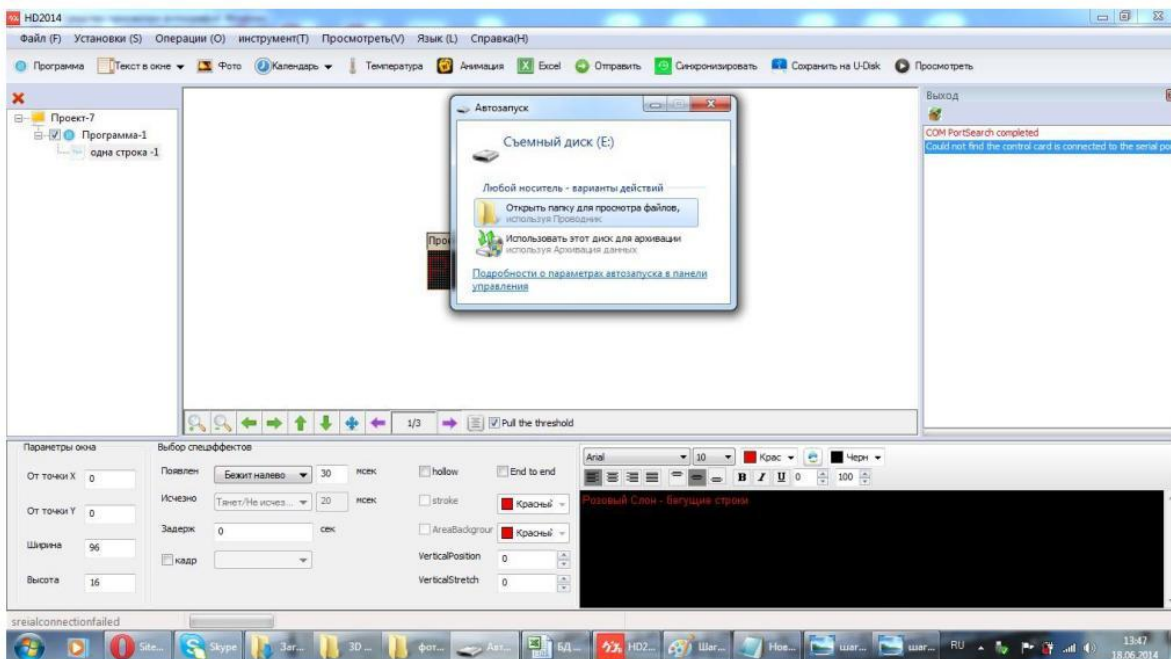 HD2014
Файл (F) Установки (S) Операции (O) инструмент(T) Просмотреть(V) Язык (L) Справка(H)
Программа Текст в окне Фото Календарь Температура Анимация Excel Отправить Синхронизировать Сохранить на U-Disk Просмотреть
Проект-7
Программа-1
одна строка -1
Автозапуск
Съемный диск (E:)
Любой носитель - варианты действий
Открыть папку для просмотра файлов,
используя Проводник
Использовать этот диск для архивации
используя Архивация данных
Подробности о параметрах автозапуска в панели
управления
Выход
COM PortSearch completed
Could not find the control card is connected to the serial po
1/3 Pull the threshold
Параметры окна
От точки X 0
От точки Y 0
Ширина 96
Высота 16
Выбор спецэффектов
Появлен Бежит налево 30 мсек
Исчезно Тянет/Не исчез... 20 мсек
Задерж 0 сек
кадр
hollow End to end
stroke Красный
AreaBackgrour Красный
VerticalPosition 0
VerticalStretch 0
Arial 10 Крас Черн
B I U 0 100
Розовый Слон - бегущие строки
sreialconnectionfailed
Site... Skype Заг... 3D ... фот... Авт... БД... HD2... Шаг... Нов... шаг... шаг... RU 13:47
18.06.2014